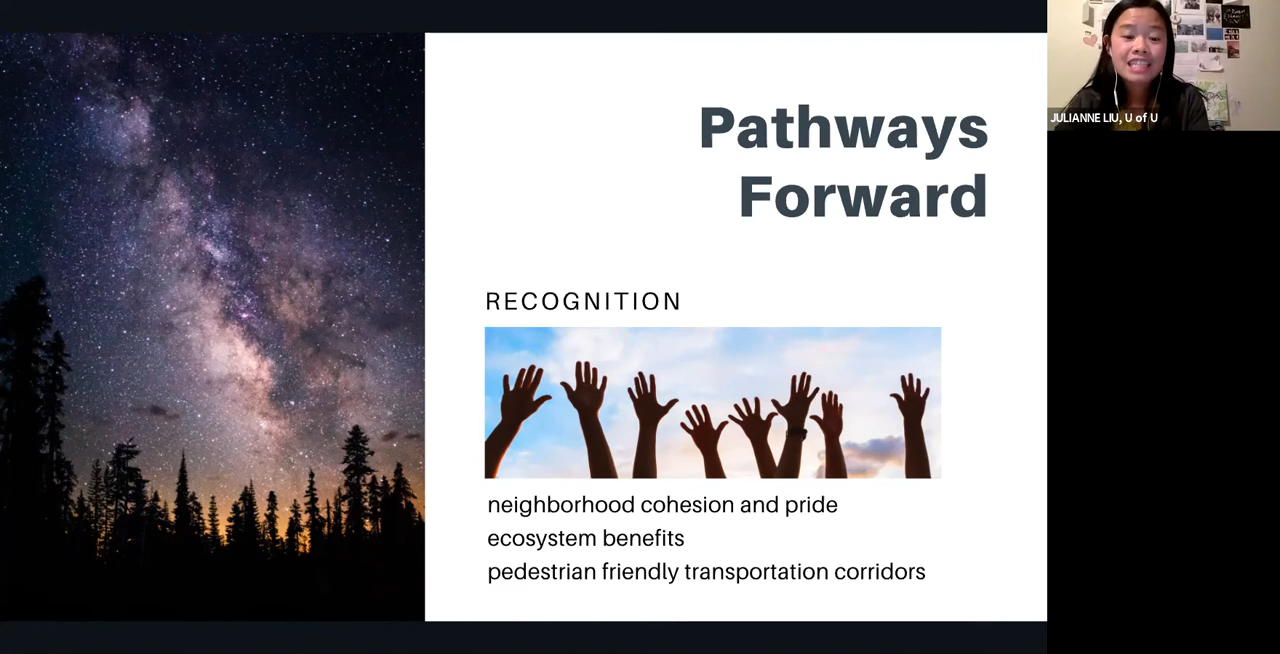 Pathways
Forward
RECOGNITION
neighborhood cohesion and pride
ecosystem benefits
pedestrian friendly transportation corridors
JULIANNE LIU, U of U